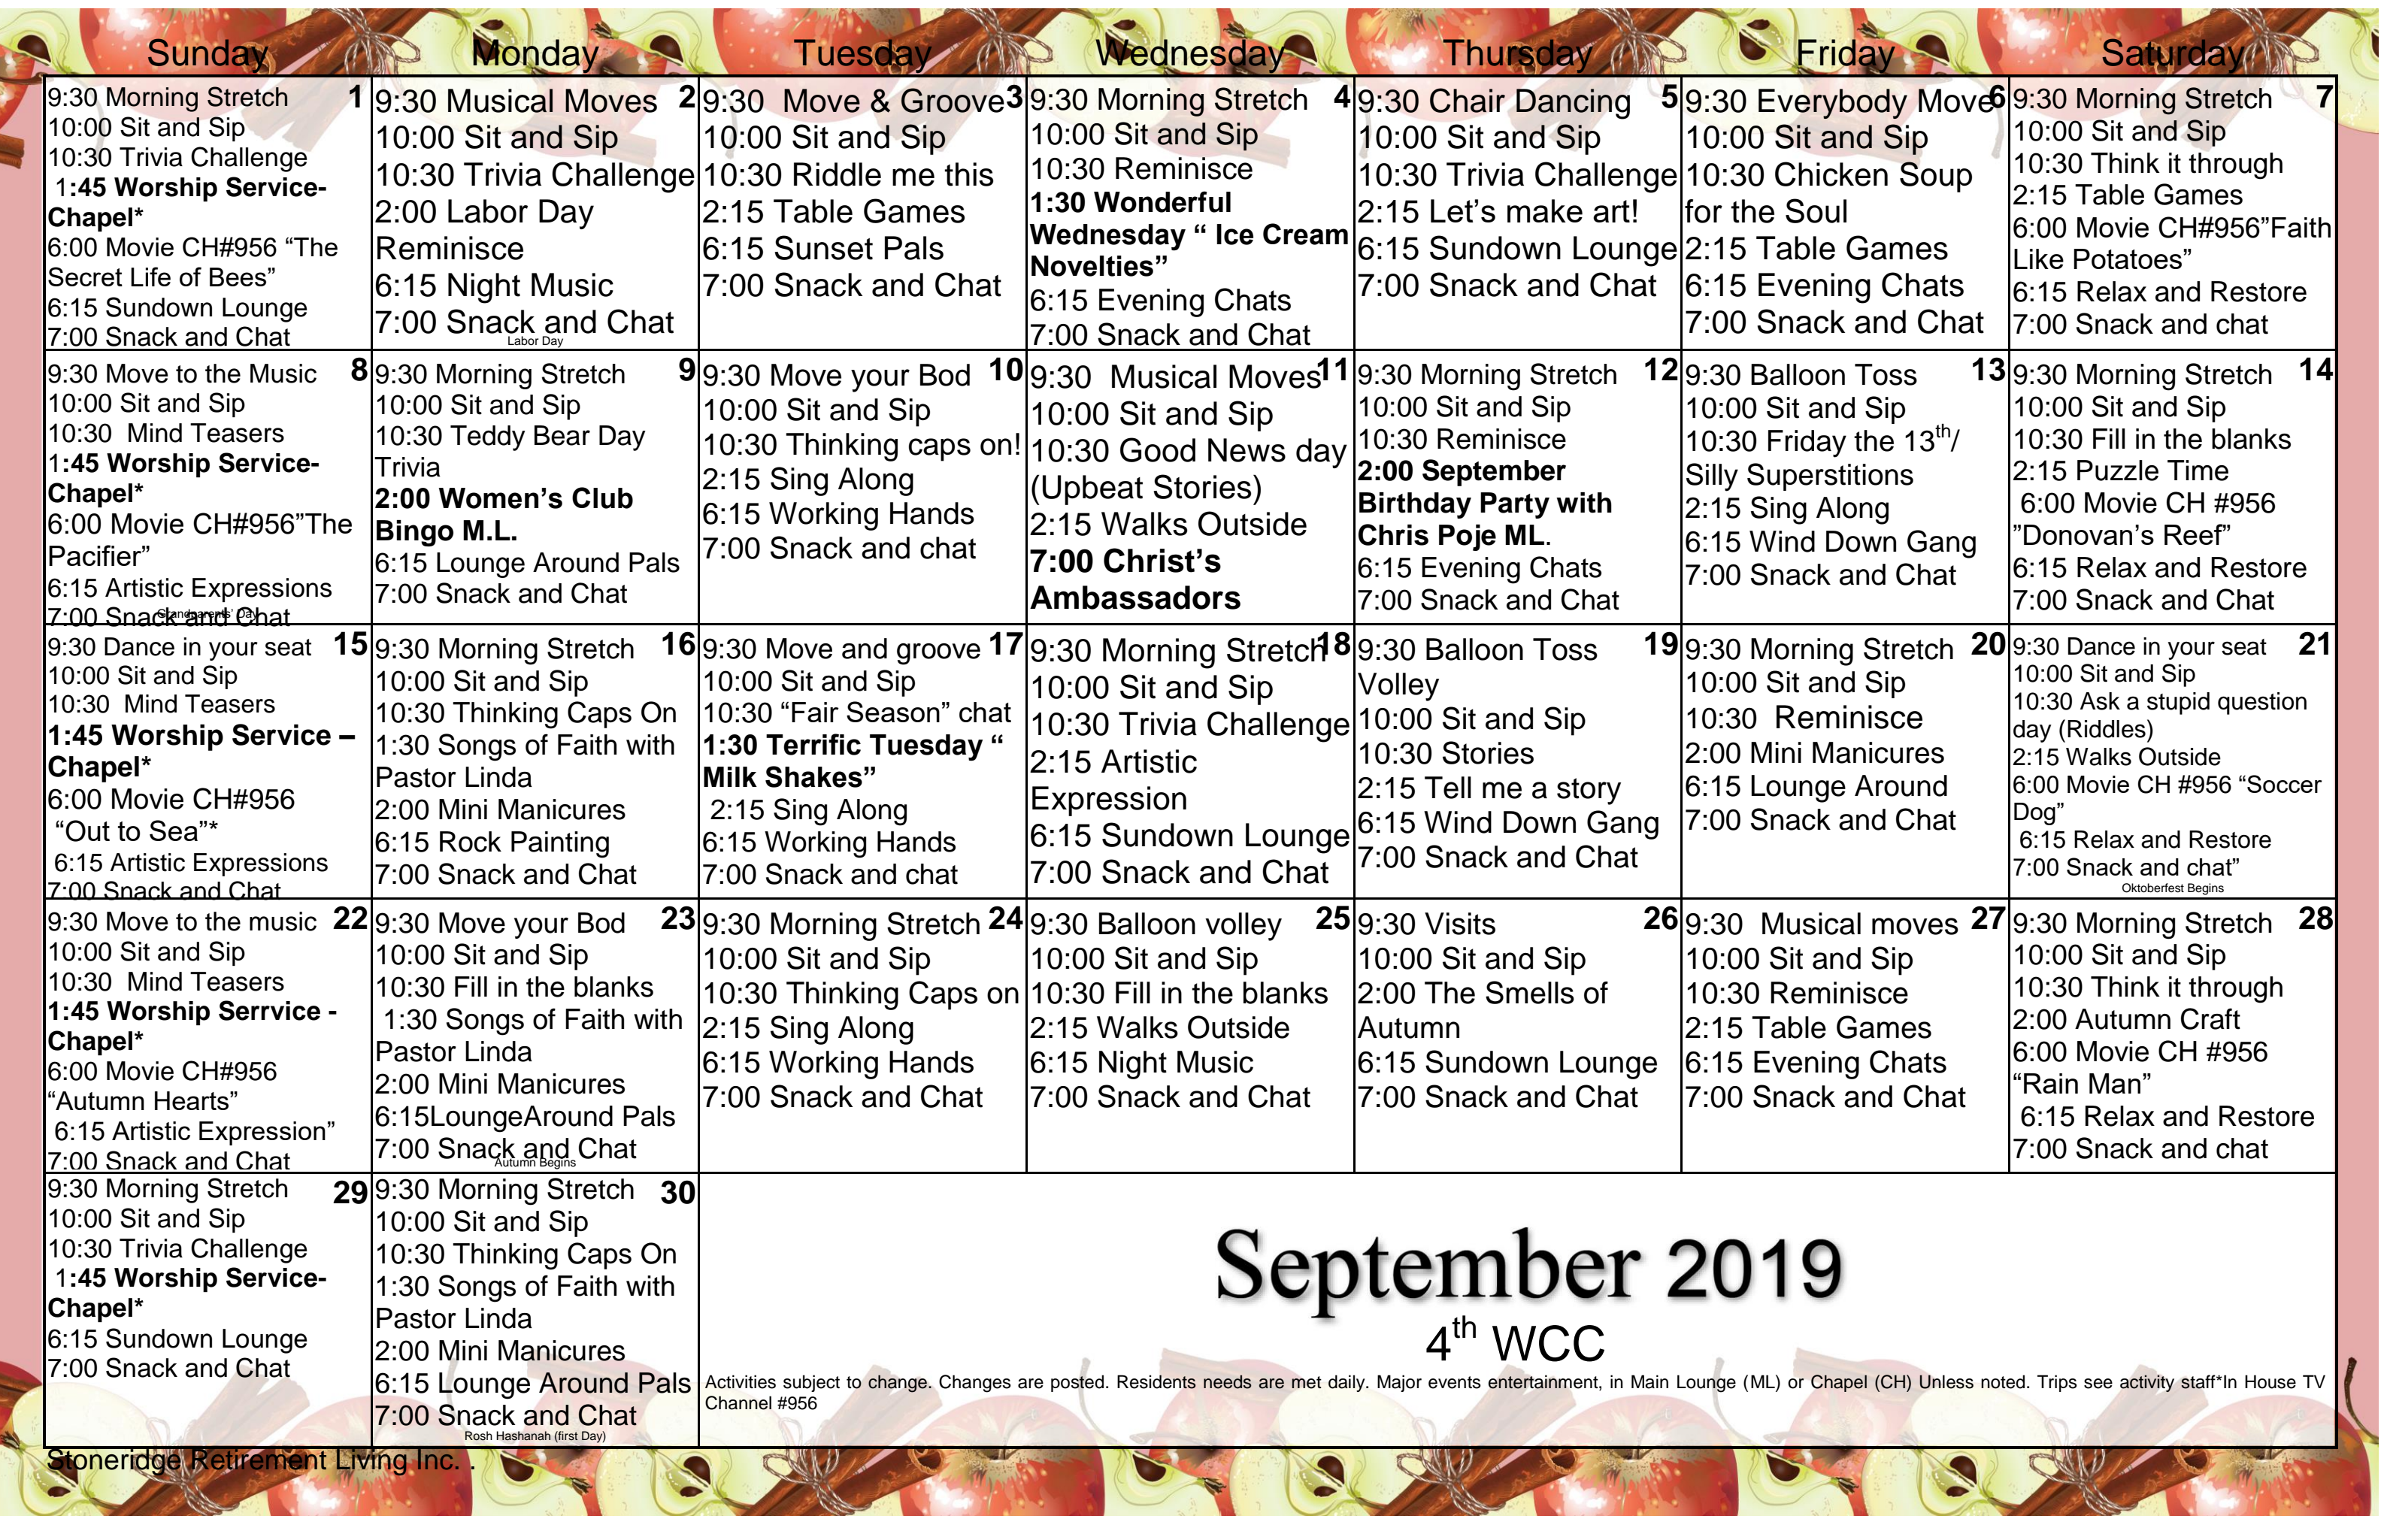 Sunday Monday Tuesday Wednesday Thursday Friday Saturday
1
9:30 Morning Stretch
10:00 Sit and Sip
10:30 Trivia Challenge
1:45 Worship Service-
Chapel*
6:00 Movie CH#956 “The
Secret Life of Bees”
6:15 Sundown Lounge
7:00 Snack and Chat
2
9:30 Musical Moves
10:00 Sit and Sip
10:30 Trivia Challenge
2:00 Labor Day
Reminisce
6:15 Night Music
7:00 Snack and Chat
Labor Day
3
9:30 Move & Groove
10:00 Sit and Sip
10:30 Riddle me this
2:15 Table Games
6:15 Sunset Pals
7:00 Snack and Chat
4
9:30 Morning Stretch
10:00 Sit and Sip
10:30 Reminisce
1:30 Wonderful
Wednesday “ Ice Cream
Novelties”
6:15 Evening Chats
7:00 Snack and Chat
5
9:30 Chair Dancing
10:00 Sit and Sip
10:30 Trivia Challenge
2:15 Let’s make art!
6:15 Sundown Lounge
7:00 Snack and Chat
6
9:30 Everybody Move
10:00 Sit and Sip
10:30 Chicken Soup
for the Soul
2:15 Table Games
6:15 Evening Chats
7:00 Snack and Chat
7
9:30 Morning Stretch
10:00 Sit and Sip
10:30 Think it through
2:15 Table Games
6:00 Movie CH#956”Faith
Like Potatoes”
6:15 Relax and Restore
7:00 Snack and chat
8
9:30 Move to the Music
10:00 Sit and Sip
10:30 Mind Teasers
1:45 Worship Service-
Chapel*
6:00 Movie CH#956”The
Pacifier”
6:15 Artistic Expressions
7:00 Snack and Chat
Grandparents’ Day
9
9:30 Morning Stretch
10:00 Sit and Sip
10:30 Teddy Bear Day
Trivia
2:00 Women’s Club
Bingo M.L.
6:15 Lounge Around Pals
7:00 Snack and Chat
10
9:30 Move your Bod
10:00 Sit and Sip
10:30 Thinking caps on!
2:15 Sing Along
6:15 Working Hands
7:00 Snack and chat
11
9:30 Musical Moves
10:00 Sit and Sip
10:30 Good News day
(Upbeat Stories)
2:15 Walks Outside
7:00 Christ’s
Ambassadors
12
9:30 Morning Stretch
10:00 Sit and Sip
10:30 Reminisce
2:00 September
Birthday Party with
Chris Poje ML.
6:15 Evening Chats
7:00 Snack and Chat
13
9:30 Balloon Toss
10:00 Sit and Sip
10:30 Friday the 13th/
Silly Superstitions
2:15 Sing Along
6:15 Wind Down Gang
7:00 Snack and Chat
14
9:30 Morning Stretch
10:00 Sit and Sip
10:30 Fill in the blanks
2:15 Puzzle Time
6:00 Movie CH #956
”Donovan’s Reef”
6:15 Relax and Restore
7:00 Snack and Chat
15
9:30 Dance in your seat
10:00 Sit and Sip
10:30 Mind Teasers
1:45 Worship Service –
Chapel*
6:00 Movie CH#956
“Out to Sea”*
6:15 Artistic Expressions
7:00 Snack and Chat
16
9:30 Morning Stretch
10:00 Sit and Sip
10:30 Thinking Caps On
1:30 Songs of Faith with
Pastor Linda
2:00 Mini Manicures
6:15 Rock Painting
7:00 Snack and Chat
17
9:30 Move and groove
10:00 Sit and Sip
10:30 “Fair Season” chat
1:30 Terrific Tuesday “
Milk Shakes”
2:15 Sing Along
6:15 Working Hands
7:00 Snack and chat
18
9:30 Morning Stretch
10:00 Sit and Sip
10:30 Trivia Challenge
2:15 Artistic
Expression
6:15 Sundown Lounge
7:00 Snack and Chat
19
9:30 Balloon Toss
Volley
10:00 Sit and Sip
10:30 Stories
2:15 Tell me a story
6:15 Wind Down Gang
7:00 Snack and Chat
20
9:30 Morning Stretch
10:00 Sit and Sip
10:30 Reminisce
2:00 Mini Manicures
6:15 Lounge Around
7:00 Snack and Chat
21
9:30 Dance in your seat
10:00 Sit and Sip
10:30 Ask a stupid question
day (Riddles)
2:15 Walks Outside
6:00 Movie CH #956 “Soccer
Dog”
6:15 Relax and Restore
7:00 Snack and chat”
Oktoberfest Begins
22
9:30 Move to the music
10:00 Sit and Sip
10:30 Mind Teasers
1:45 Worship Serrvice -
Chapel*
6:00 Movie CH#956
“Autumn Hearts”
6:15 Artistic Expression”
7:00 Snack and Chat
23
9:30 Move your Bod
10:00 Sit and Sip
10:30 Fill in the blanks
1:30 Songs of Faith with
Pastor Linda
2:00 Mini Manicures
6:15LoungeAround Pals
7:00 Snack and Chat
Autumn Begins
24
9:30 Morning Stretch
10:00 Sit and Sip
10:30 Thinking Caps on
2:15 Sing Along
6:15 Working Hands
7:00 Snack and Chat
25
9:30 Balloon volley
10:00 Sit and Sip
10:30 Fill in the blanks
2:15 Walks Outside
6:15 Night Music
7:00 Snack and Chat
26
9:30 Visits
10:00 Sit and Sip
2:00 The Smells of
Autumn
6:15 Sundown Lounge
7:00 Snack and Chat
27
9:30 Musical moves
10:00 Sit and Sip
10:30 Reminisce
2:15 Table Games
6:15 Evening Chats
7:00 Snack and Chat
28
9:30 Morning Stretch
10:00 Sit and Sip
10:30 Think it through
2:00 Autumn Craft
6:00 Movie CH #956
“Rain Man”
6:15 Relax and Restore
7:00 Snack and chat
29
9:30 Morning Stretch
10:00 Sit and Sip
10:30 Trivia Challenge
1:45 Worship Service-
Chapel*
6:15 Sundown Lounge
7:00 Snack and Chat
30
9:30 Morning Stretch
10:00 Sit and Sip
10:30 Thinking Caps On
1:30 Songs of Faith with
Pastor Linda
2:00 Mini Manicures
6:15 Lounge Around Pals
7:00 Snack and Chat
Rosh Hashanah (first Day)
September 2019
4th WCC
Activities subject to change. Changes are posted. Residents needs are met daily. Major events entertainment, in Main Lounge (ML) or Chapel (CH) Unless noted. Trips see activity staff*In House TV
Channel #956
Stoneridge Retirement Living Inc. .